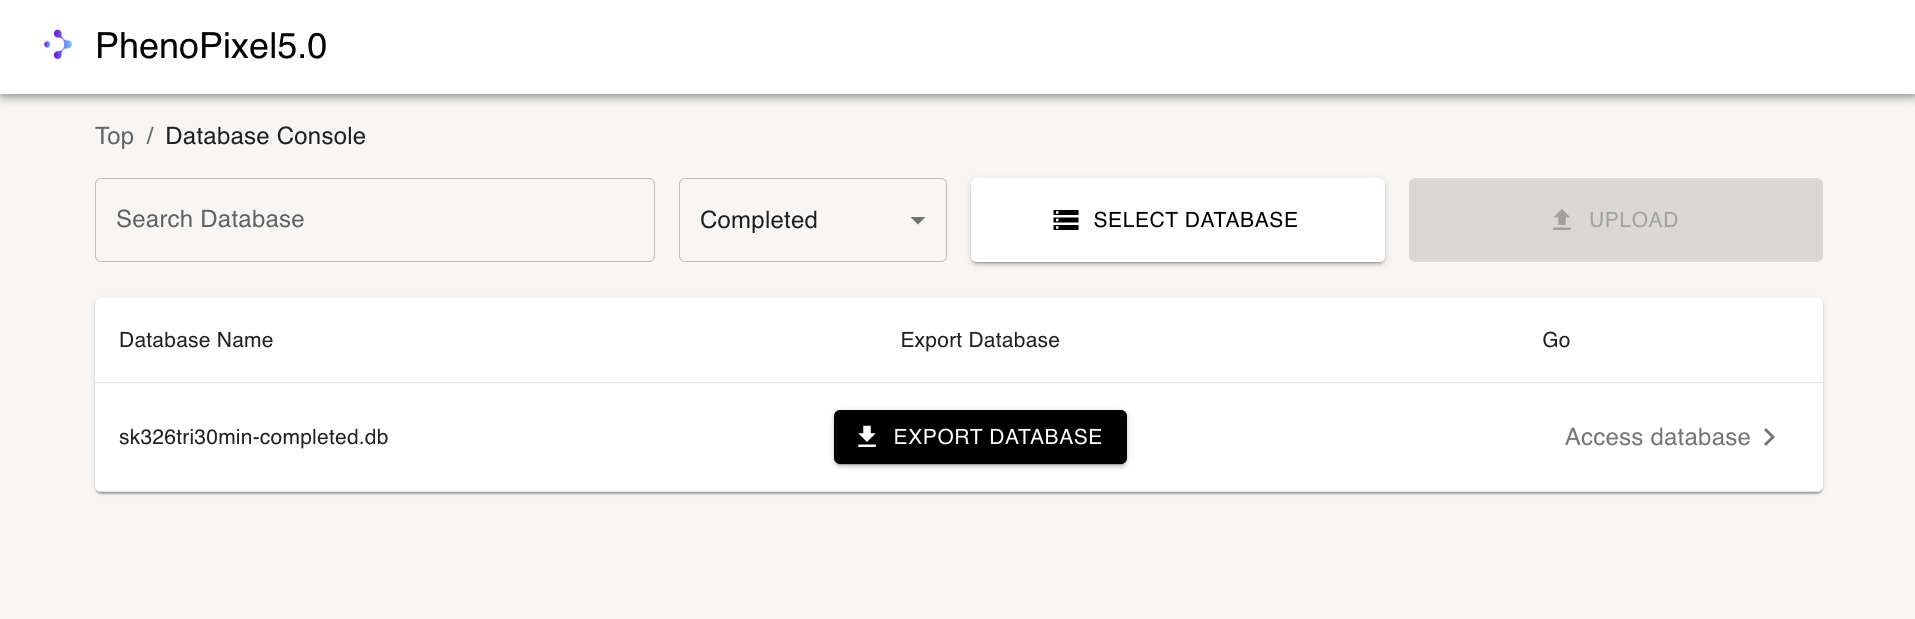 PhenoPixel5.0
Top / Database Console
Search Database
Completed
SELECT DATABASE
UPLOAD
Database Name Export Database Go
sk326tri30min-completed.db EXPORT DATABASE Access database